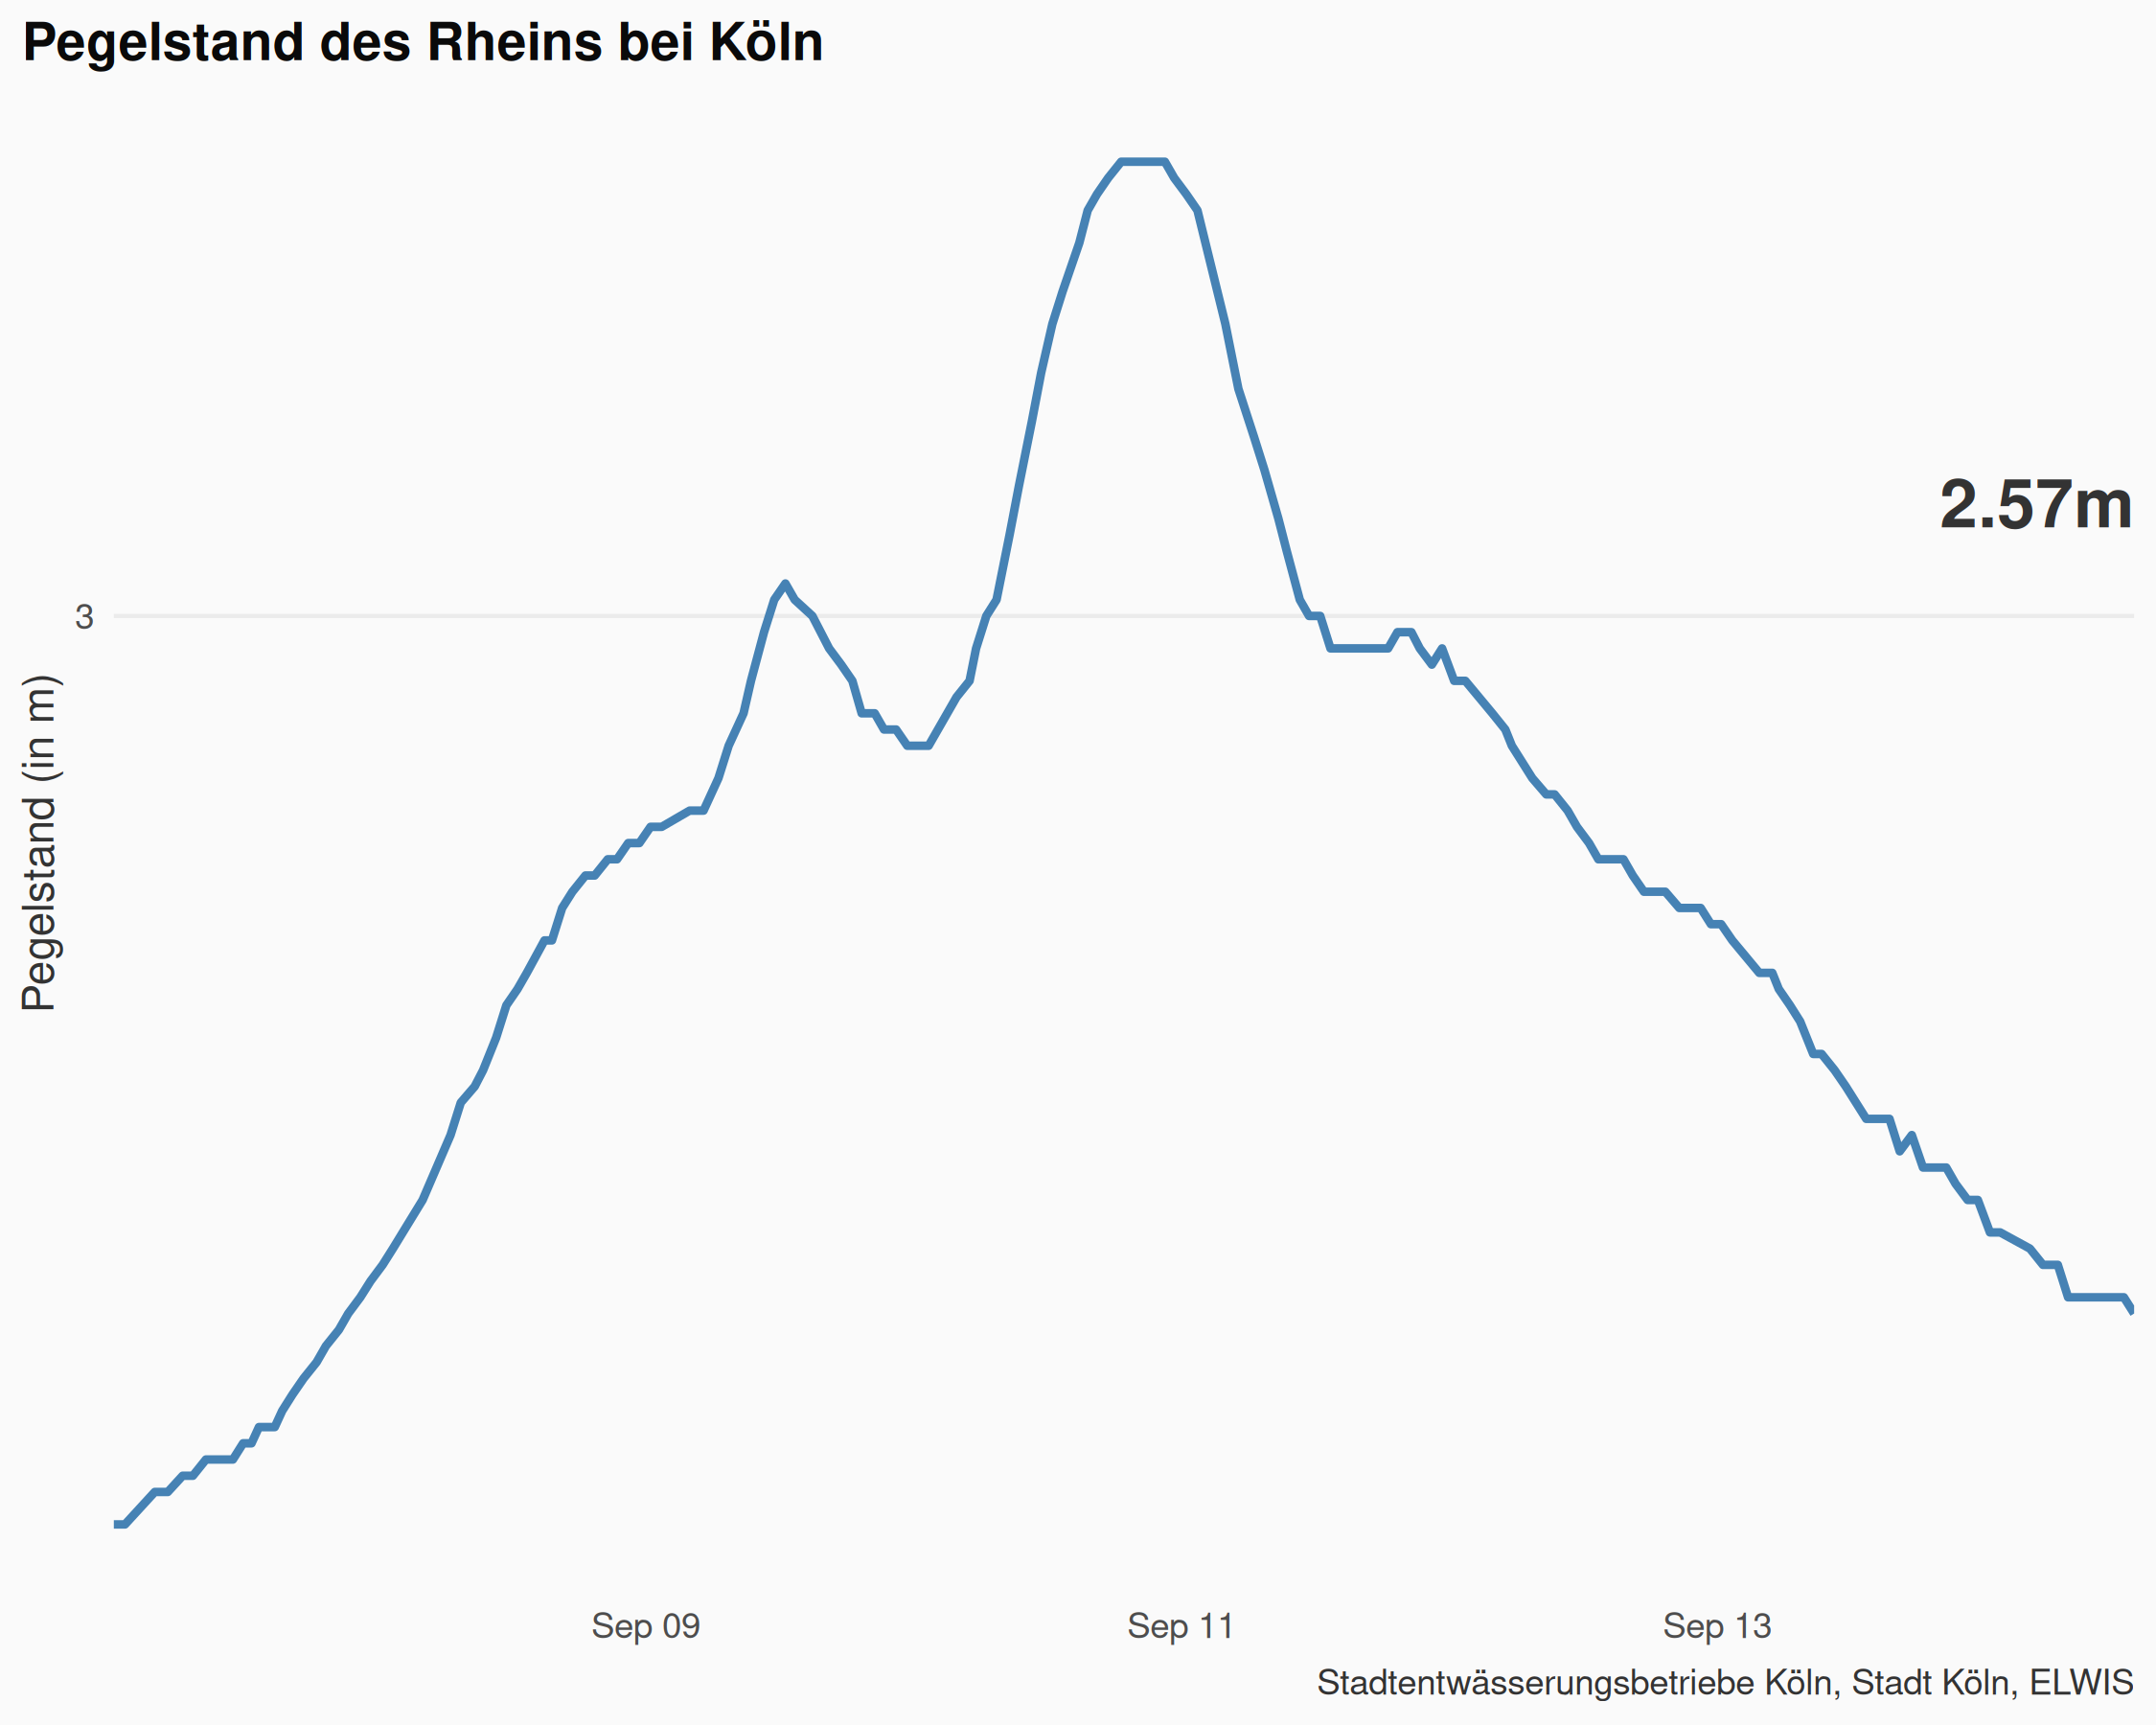 Pegelstand des Rheins bei Köln
2.57m
3
Pegelstand (in m)
Sep 09
Sep 11
Sep 13
Stadtentwässerungsbetriebe Köln, Stadt Köln, ELWIS